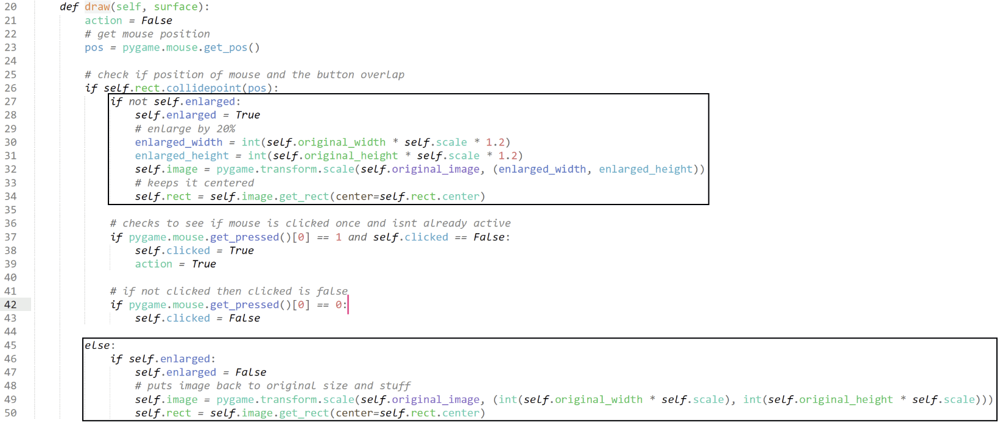 20 def draw(self, surface):
21 action = False
22 # get mouse position
23 pos = pygame.mouse.get_pos()
24
25 # check if position of mouse and the button overlap
26 if self.rect.collidepoint(pos):
27 if not self.enlarged:
28 self.enlarged = True
29 # enlarge by 20%
30 enlarged_width = int(self.original_width * self.scale * 1.2)
31 enlarged_height = int(self.original_height * self.scale * 1.2)
32 self.image = pygame.transform.scale(self.original_image, (enlarged_width, enlarged_height))
33 # keeps it centered
34 self.rect = self.image.get_rect(center=self.rect.center)
35
36 # checks to see if mouse is clicked once and isnt already active
37 if pygame.mouse.get_pressed()[0] == 1 and self.clicked == False:
38 self.clicked = True
39 action = True
40
41 # if not clicked then clicked is false
42 if pygame.mouse.get_pressed()[0] == 0:
43 self.clicked = False
44
45 else:
46 if self.enlarged:
47 self.enlarged = False
48 # puts image back to original size and stuff
49 self.image = pygame.transform.scale(self.original_image, (int(self.original_width * self.scale), int(self.original_height * self.scale)))
50 self.rect = self.image.get_rect(center=self.rect.center)